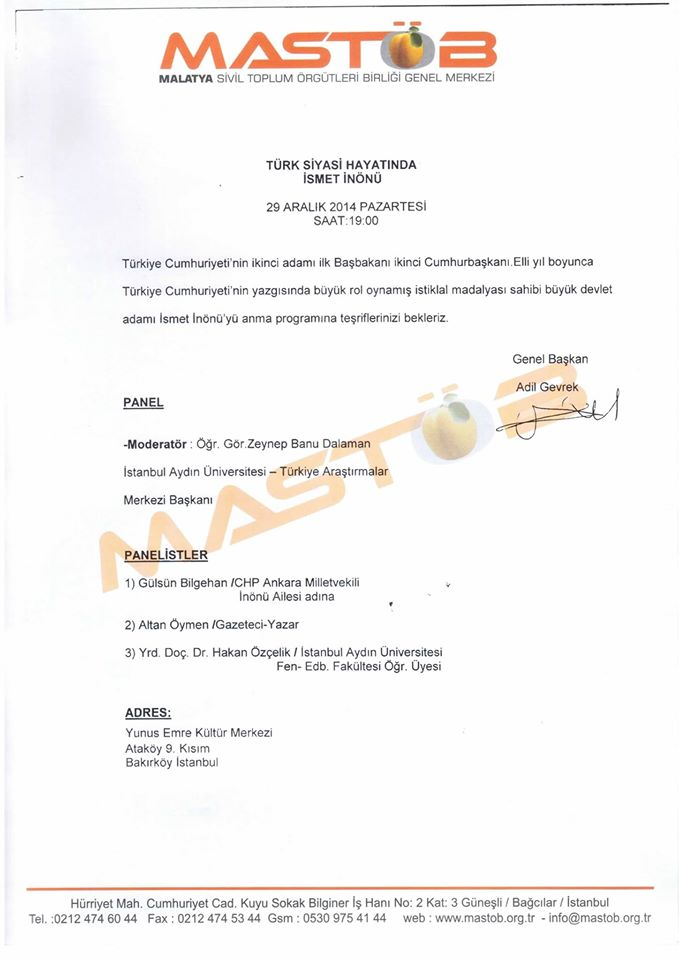 MASTÖB
MALATYA SİVİL TOPLUM ÖRGÜTLERİ BİRLİĞİ GENEL MERKEZİ
TÜRK SİYASİ HAYATINDA
İSMET İNÖNÜ
29 ARALIK 2014 PAZARTESİ
SAAT:19:00
Türkiye Cumhuriyeti'nin ikinci adamı ilk Başbakanı ikinci Cumhurbaşkanı.Elli yıl boyunca
Türkiye Cumhuriyeti'nin yazgısında büyük rol oynamış istiklal madalyası sahibi büyük devlet
adamı İsmet İnönü'yü anma programına teşriflerinizi bekleriz.
Genel Başkan
Adil Gevrek
PANEL
-Moderatör : Öğr. Gör.Zeynep Banu Dalaman
İstanbul Aydın Üniversitesi – Türkiye Araştırmalar
Merkezi Başkanı
MASTÖB
PANELİSTLER
1) Gülsün Bilgehan /CHP Ankara Milletvekili
İnönü Ailesi adına
2) Altan Öymen /Gazeteci-Yazar
3) Yrd. Doç. Dr. Hakan Özçelik / İstanbul Aydın Üniversitesi
Fen- Edb. Fakültesi Öğr. Üyesi
ADRES:
Yunus Emre Kültür Merkezi
Ataköy 9. Kısım
Bakırköy İstanbul
Hürriyet Mah. Cumhuriyet Cad. Kuyu Sokak Bilginer İş Hanı No: 2 Kat: 3 Güneşli / Bağcılar / İstanbul
Tel. :0212 474 60 44 Fax : 0212 474 53 44 Gsm : 0530 975 41 44 web : www.mastob.org.tr - info@mastob.org.tr